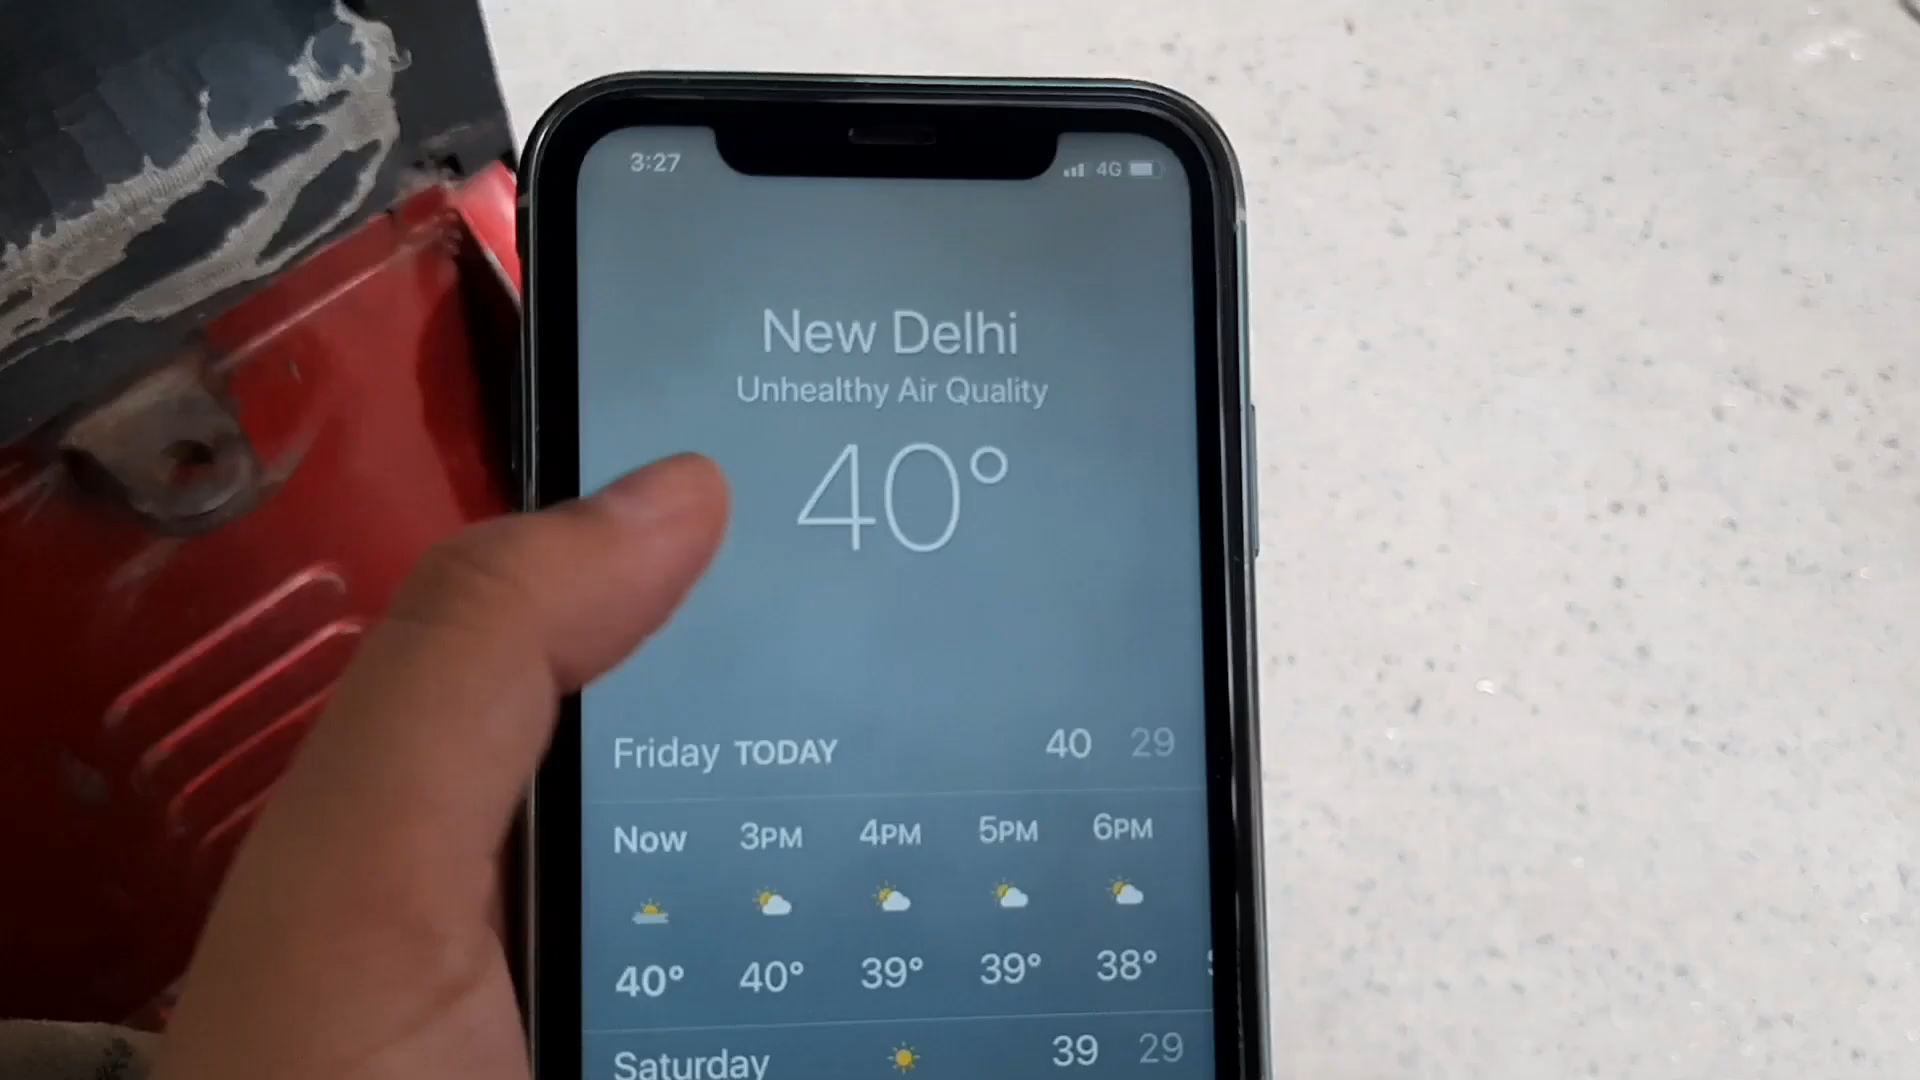 3:27 4G
New Delhi
Unhealthy Air Quality
40°
Friday TODAY 40 29
Now 3PM 4PM 5PM 6PM
40° 40° 39° 39° 38°
Saturday 39 29